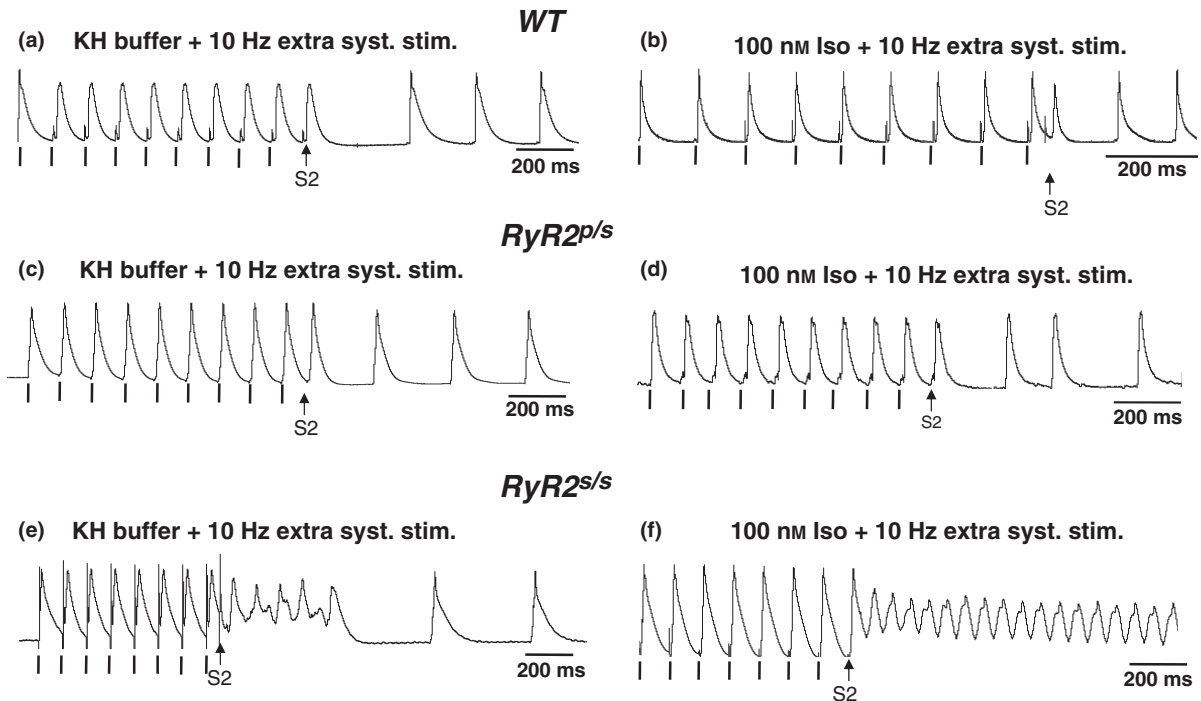 WT
(a) KH buffer + 10 Hz extra syst. stim.
S2
200 ms
(b) 100 nM Iso + 10 Hz extra syst. stim.
S2
200 ms
RyR2p/s
(c) KH buffer + 10 Hz extra syst. stim.
S2
200 ms
(d) 100 nM Iso + 10 Hz extra syst. stim.
S2
200 ms
RyR2s/s
(e) KH buffer + 10 Hz extra syst. stim.
S2
200 ms
(f) 100 nM Iso + 10 Hz extra syst. stim.
S2
200 ms